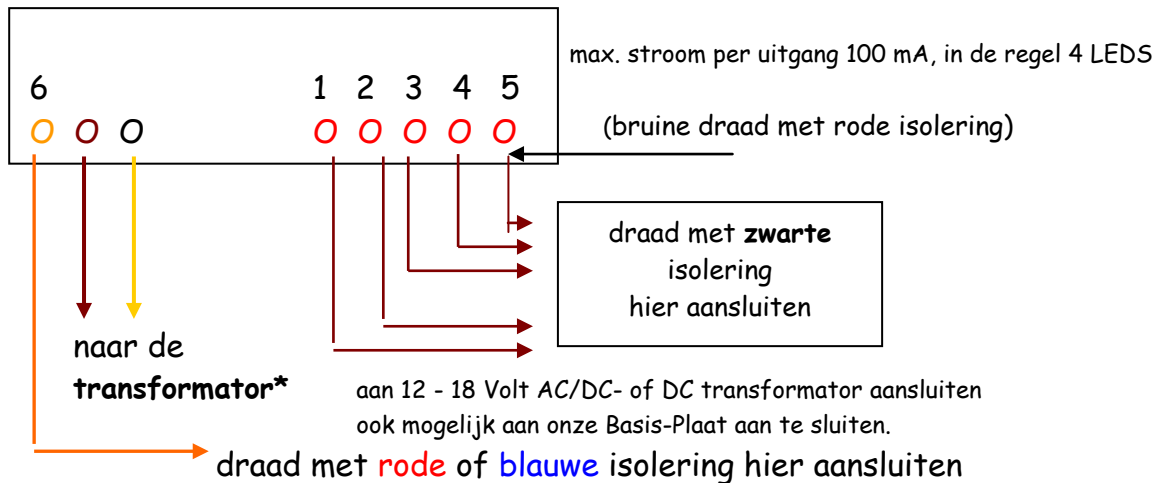 max. stroom per uitgang 100 mA, in de regel 4 LEDS
6 1 2 3 4 5
O O O O O O O O
(bruine draad met rode isolering)
draad met zwarte
isolering
hier aansluiten
naar de
transformator*
aan 12 - 18 Volt AC/DC- of DC transformator aansluiten
ook mogelijk aan onze Basis-Plaat aan te sluiten.
draad met rode of blauwe isolering hier aansluiten